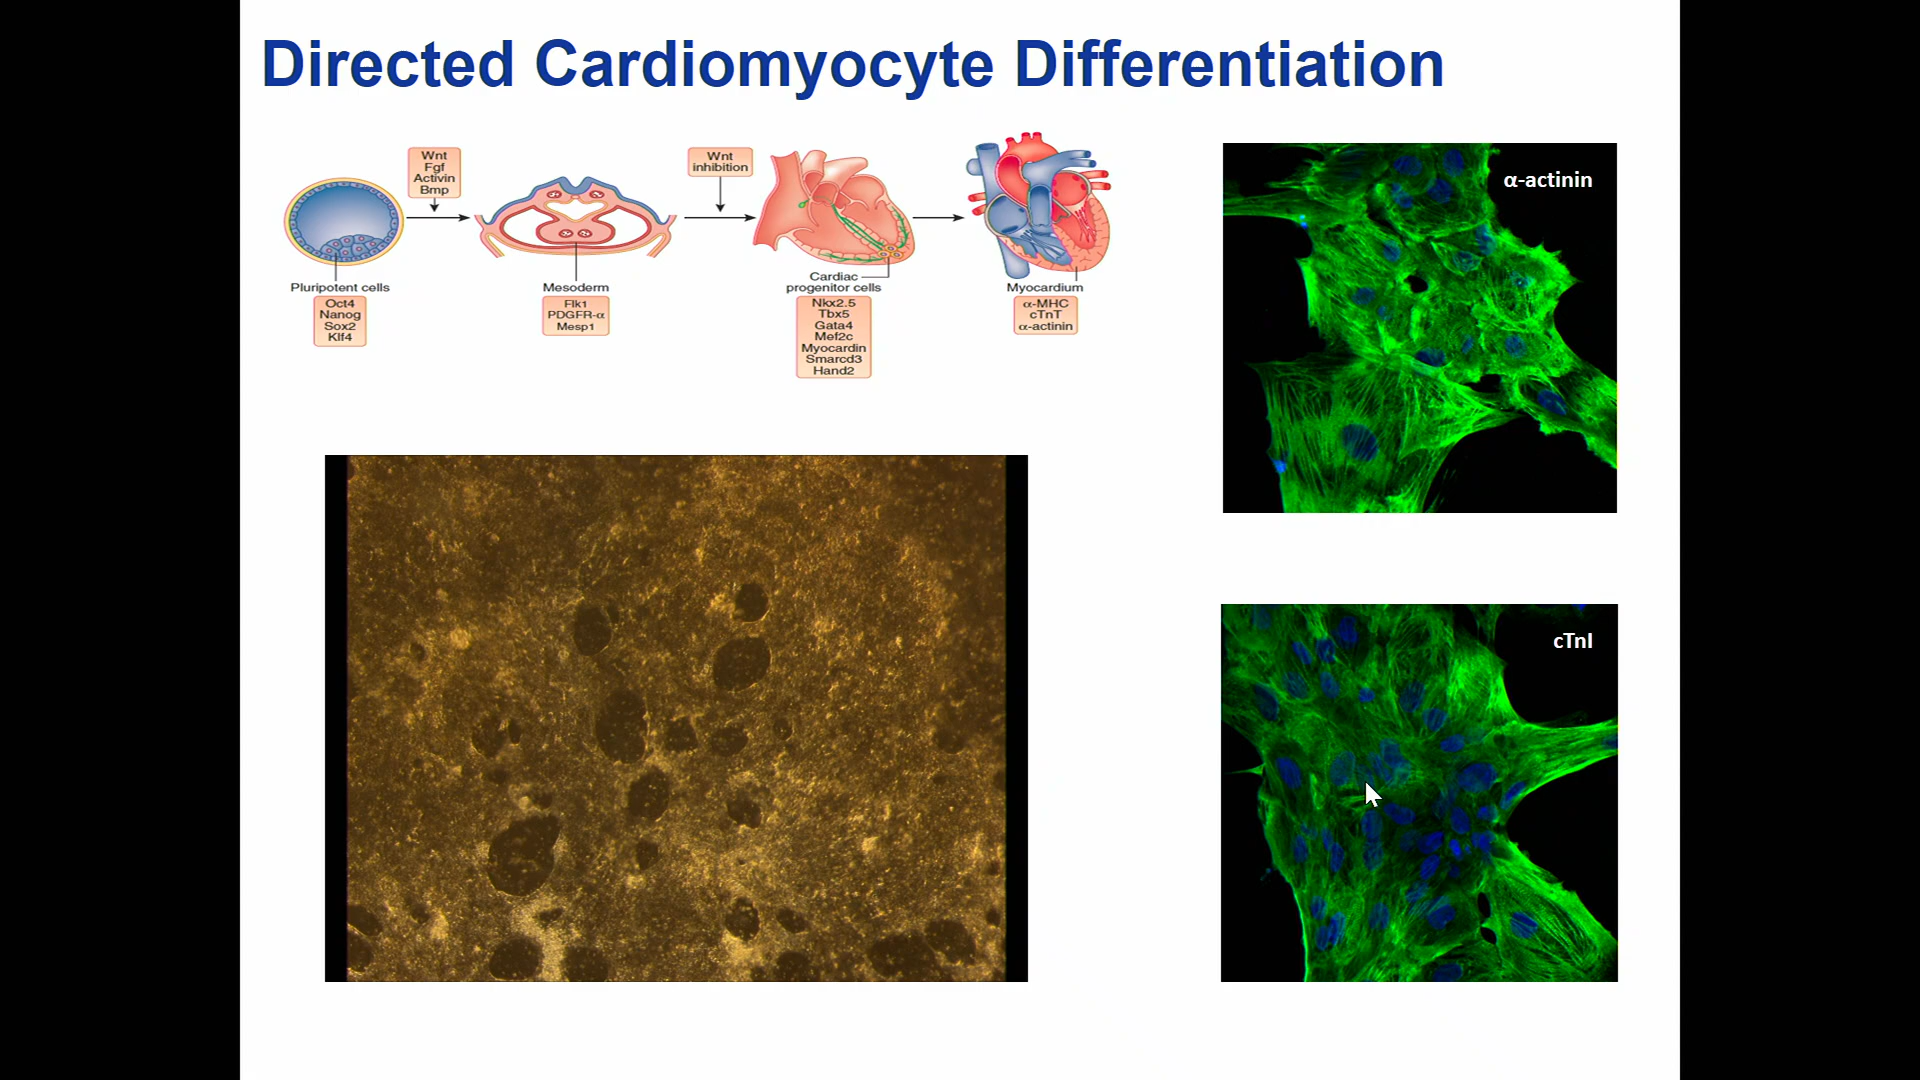 Directed Cardiomyocyte Differentiation
Wnt
Fgf
Activin
Bmp
Wnt
inhibition
Pluripotent cells
Oct4
Nanog
Sox2
Klf4
Mesoderm
Flk1
PDGFR-α
Mesp1
Cardiac
progenitor cells
Nkx2.5
Tbx5
Gata4
Mef2c
Myocardin
Smarcd3
Hand2
Myocardium
α-MHC
cTnT
α-actinin
α-actinin
cTnI